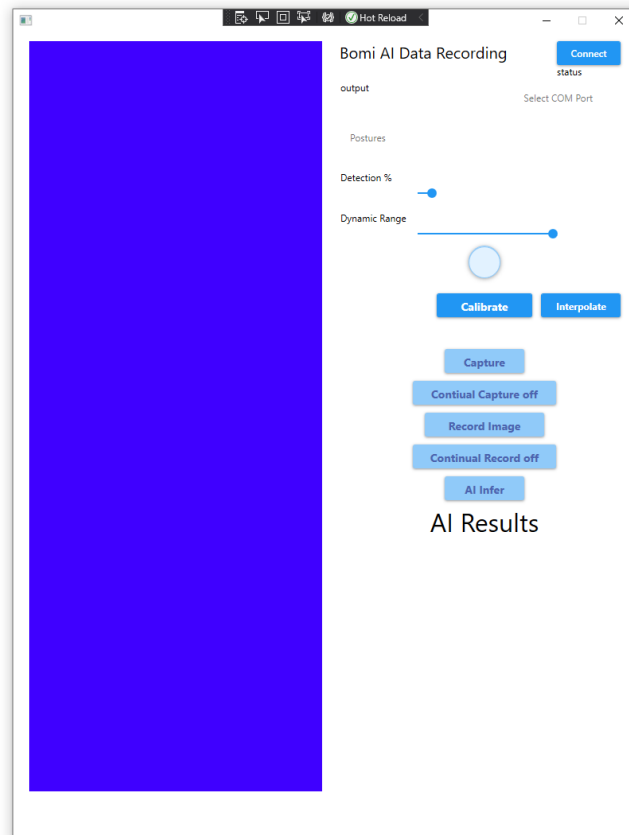 Hot Reload
Bomi AI Data Recording
Connect
status
output
Select COM Port
Postures
Detection %
Dynamic Range
Calibrate
Interpolate
Capture
Contiual Capture off
Record Image
Continual Record off
AI Infer
AI Results